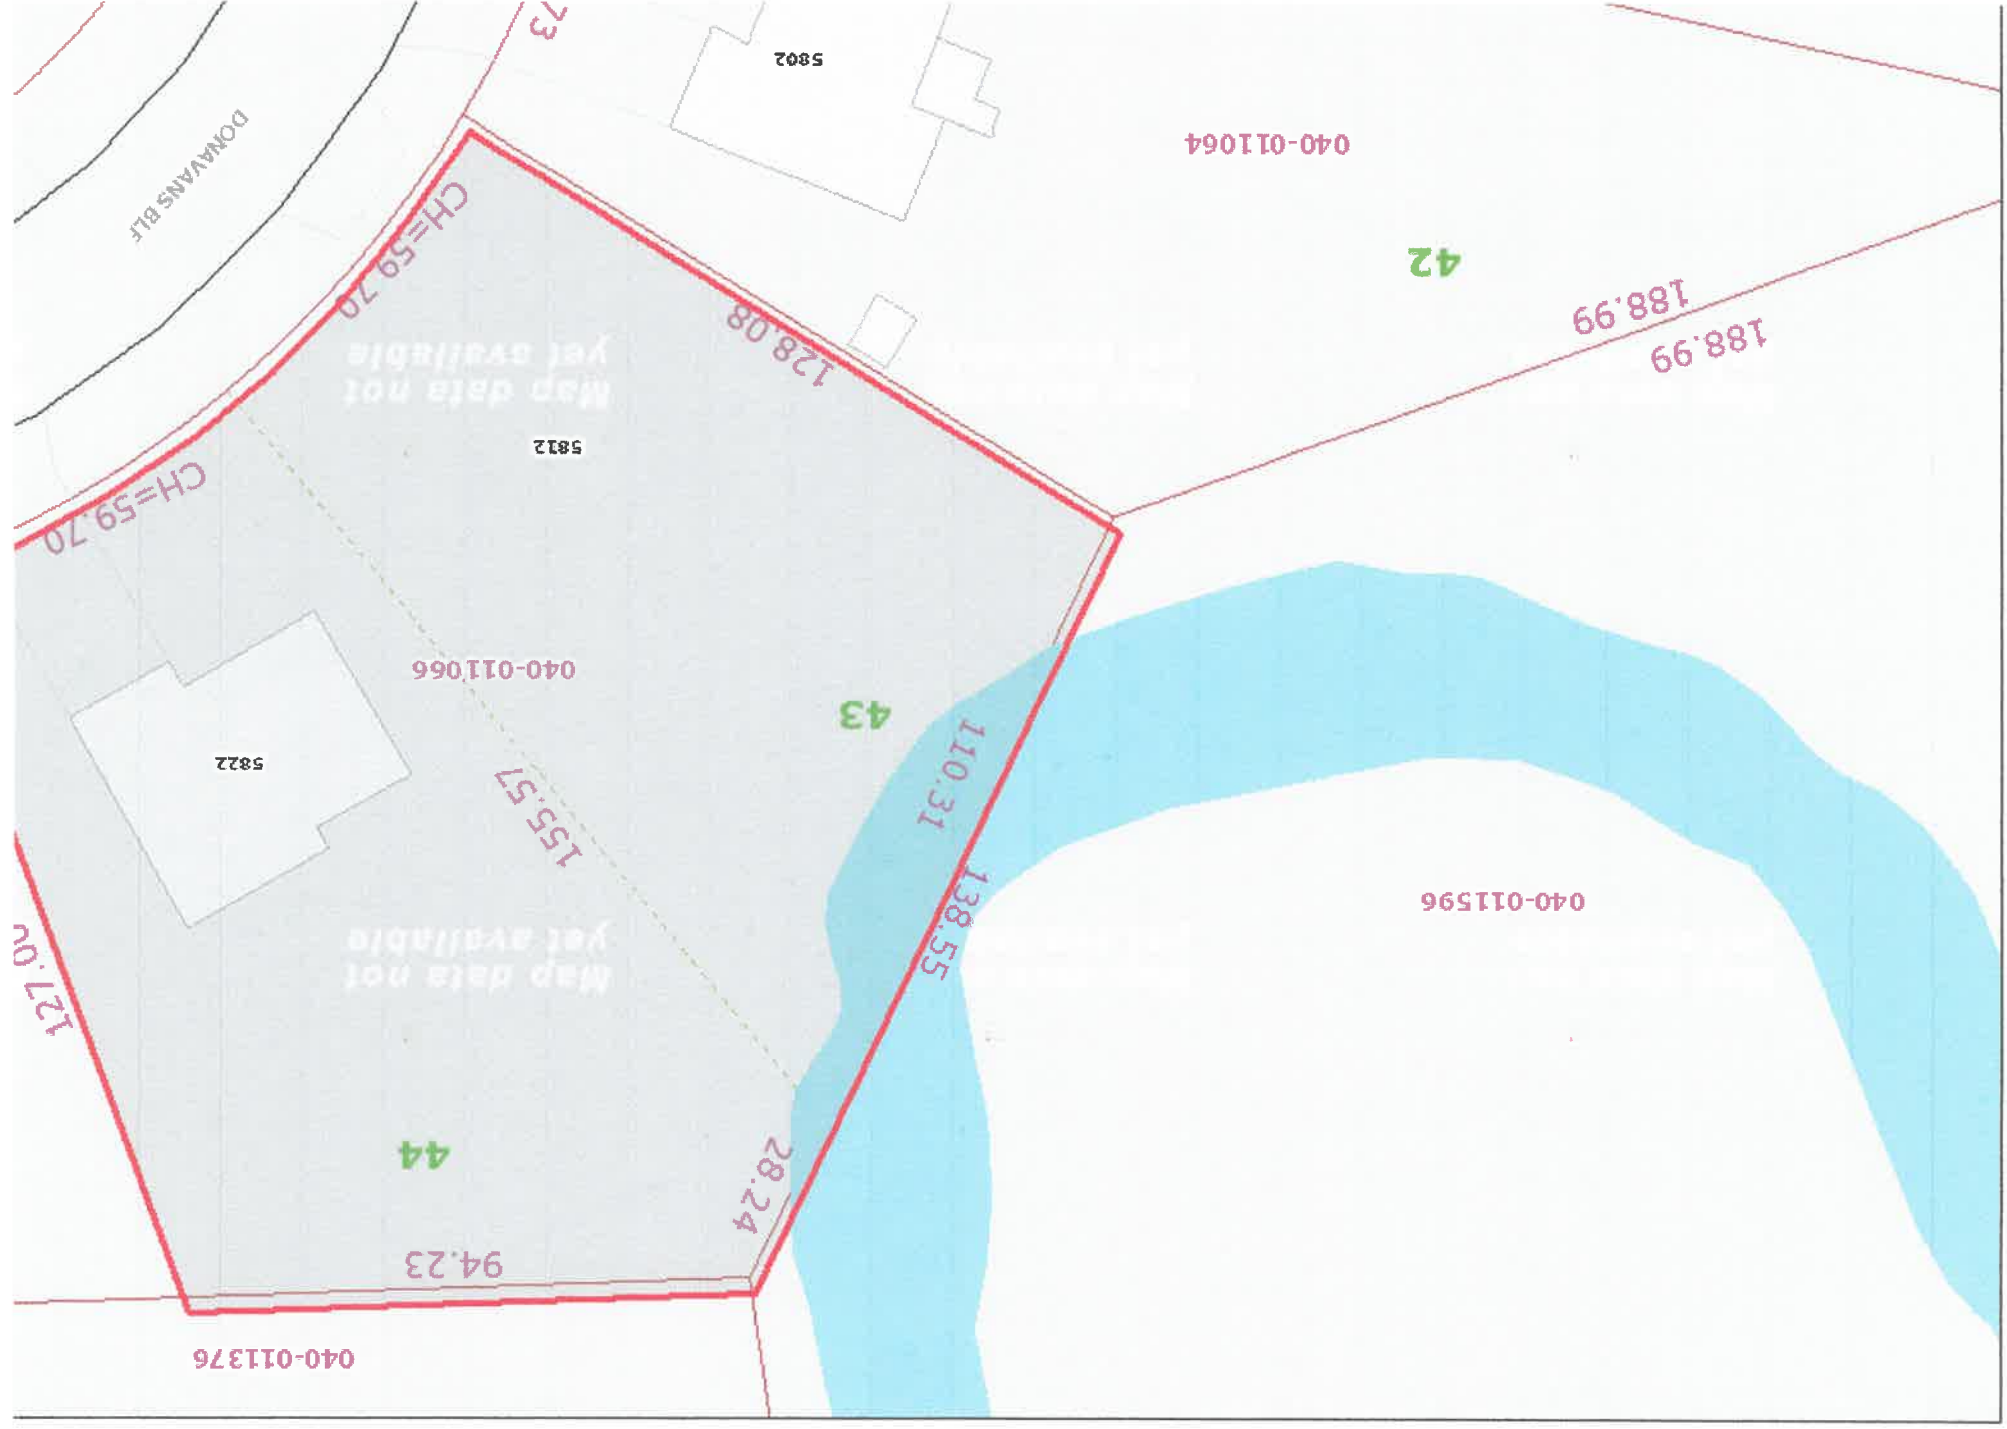 040-011376
94.23
28.24
44
127.00
Map data not
yet available
138.55
040-011596
110.31
155.57
5822
43
040-011066
CH=59.70
5812
Map data not
yet available
188.99
128.08
188.99
42
CH=59.70
040-011064
DONAVANS BLF
5802
73